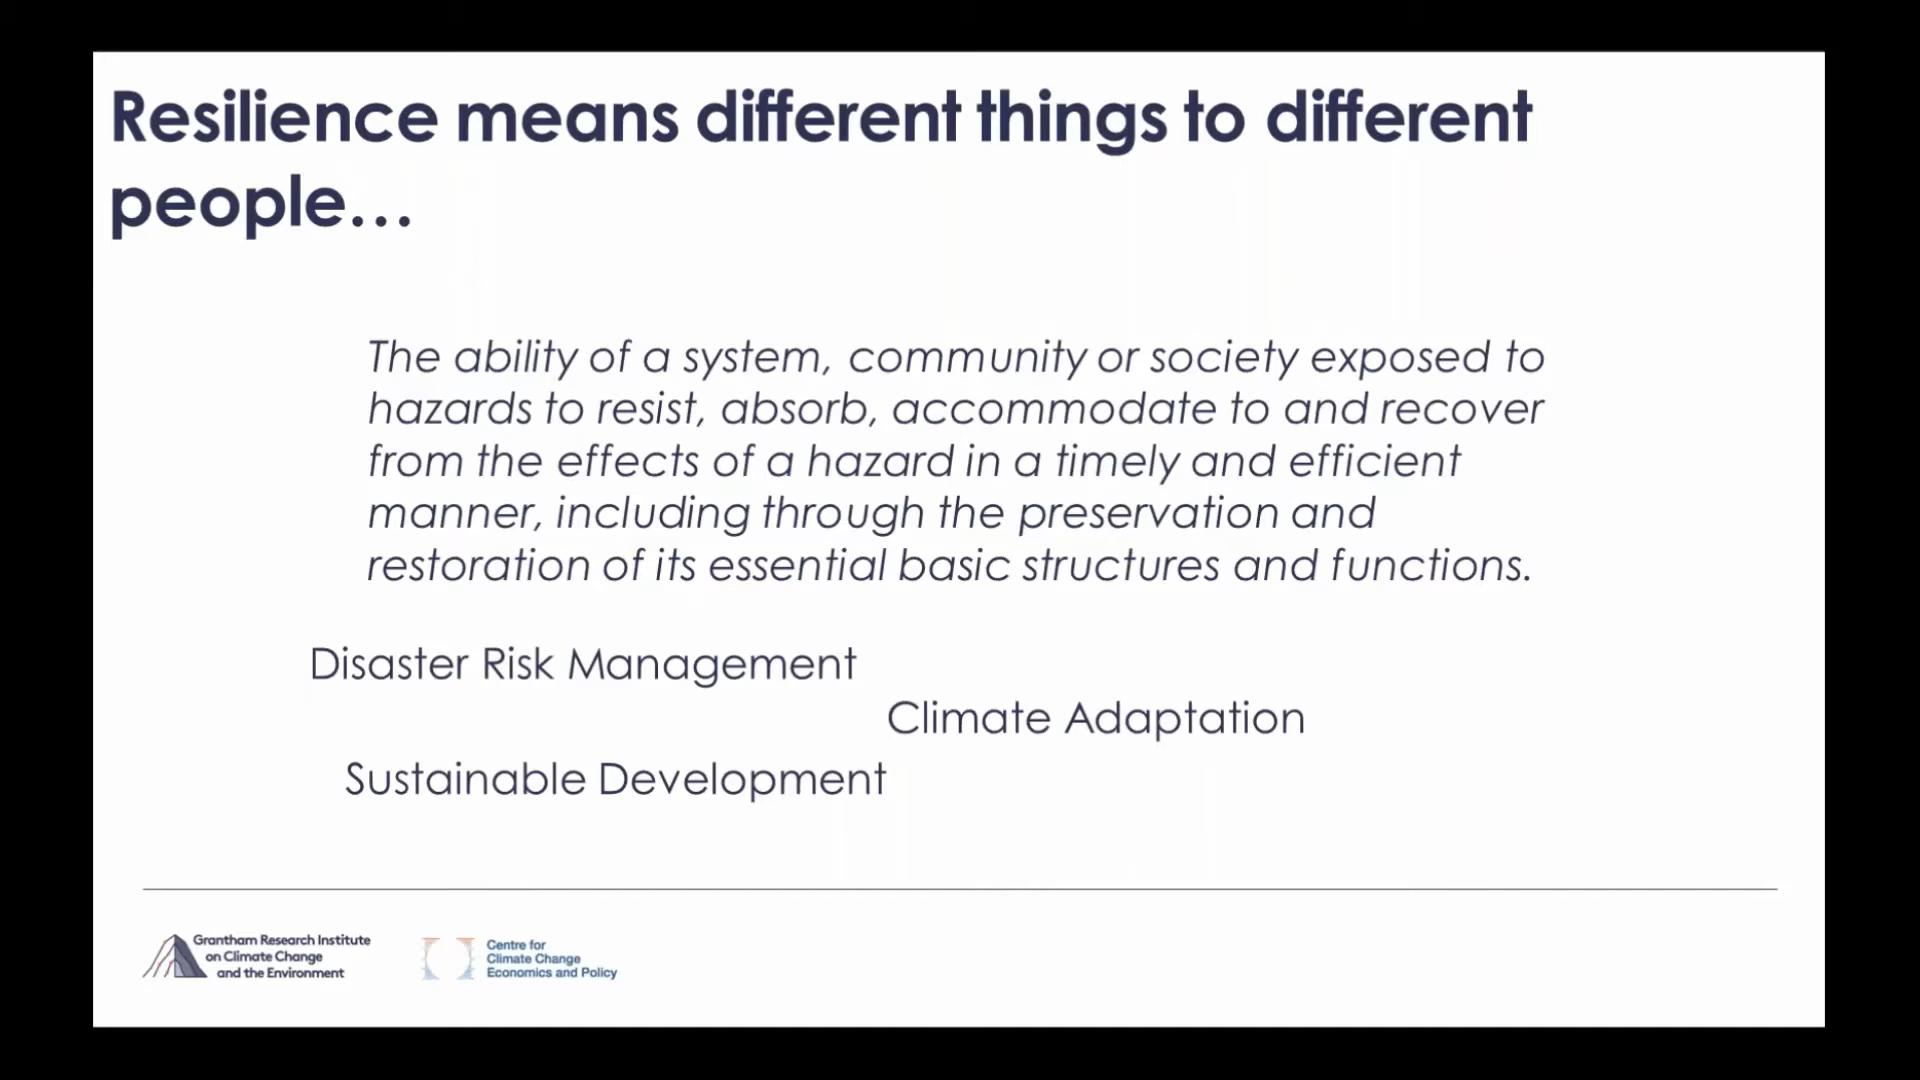 Resilience means different things to different
people...
The ability of a system, community or society exposed to
hazards to resist, absorb, accommodate to and recover
from the effects of a hazard in a timely and efficient
manner, including through the preservation and
restoration of its essential basic structures and functions.
Disaster Risk Management
Climate Adaptation
Sustainable Development
Grantham Research Institute
on Climate Change
and the Environment
Centre for
Climate Change
Economics and Policy